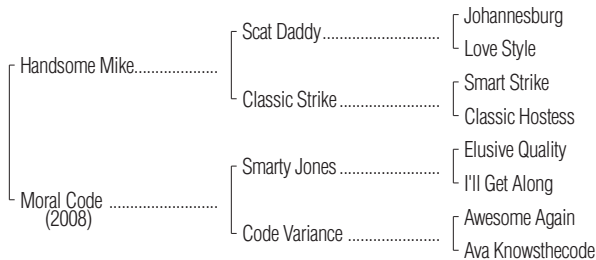 Johannesburg
Scat Daddy........................
Love Style
Handsome Mike.................
Smart Strike
Classic Strike ....................
Classic Hostess
Elusive Quality
Smarty Jones ....................
I'll Get Along
Moral Code ......................
(2008)
Awesome Again
Code Variance ..................
Ava Knowsthecode